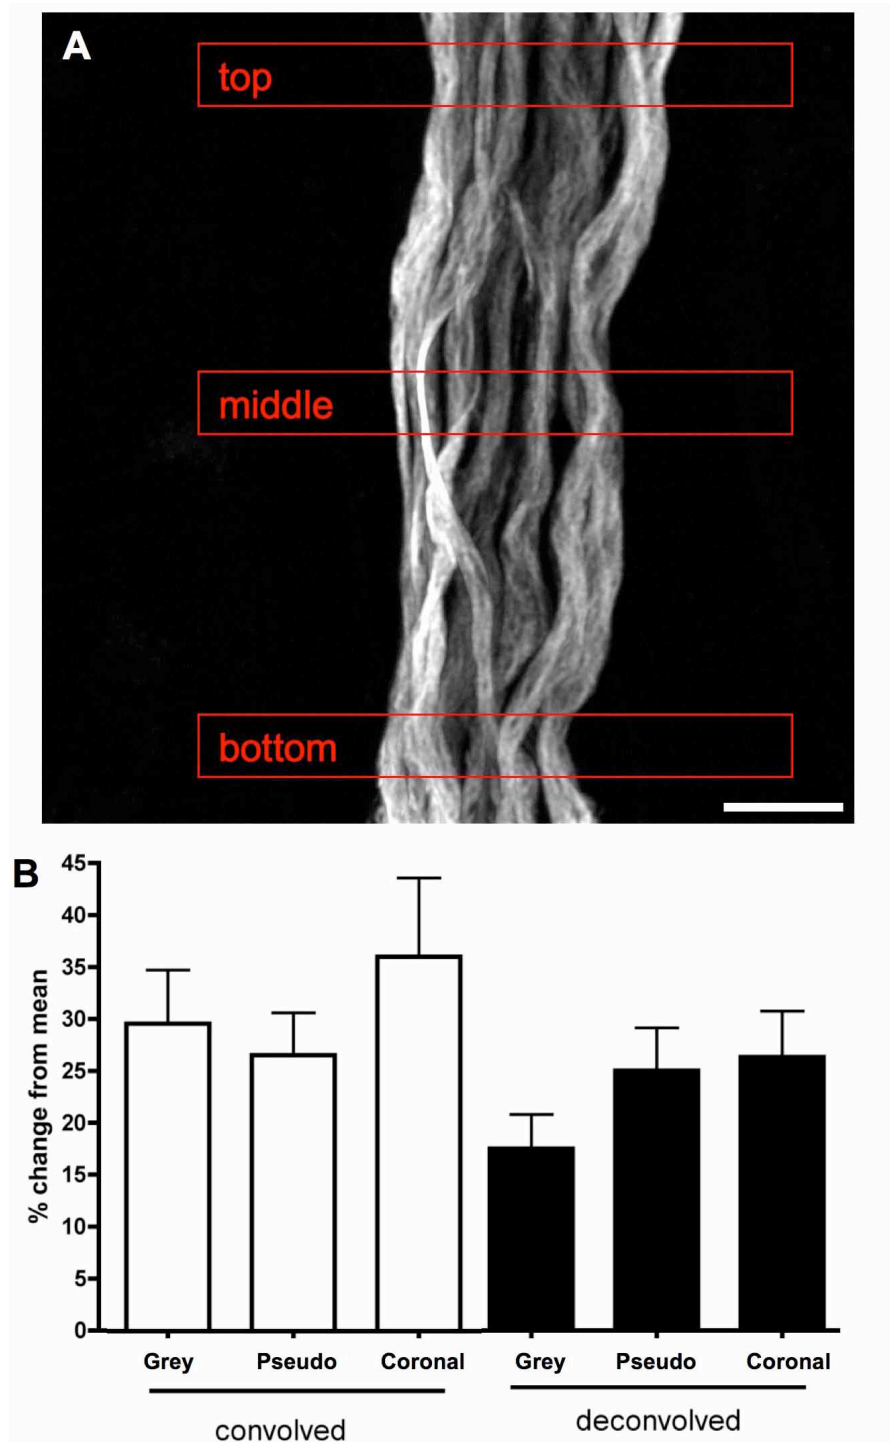 A
top
middle
bottom
B
% change from mean
45
40
35
30
25
20
15
10
5
0
Grey Pseudo Coronal Grey Pseudo Coronal
convolved deconvolved